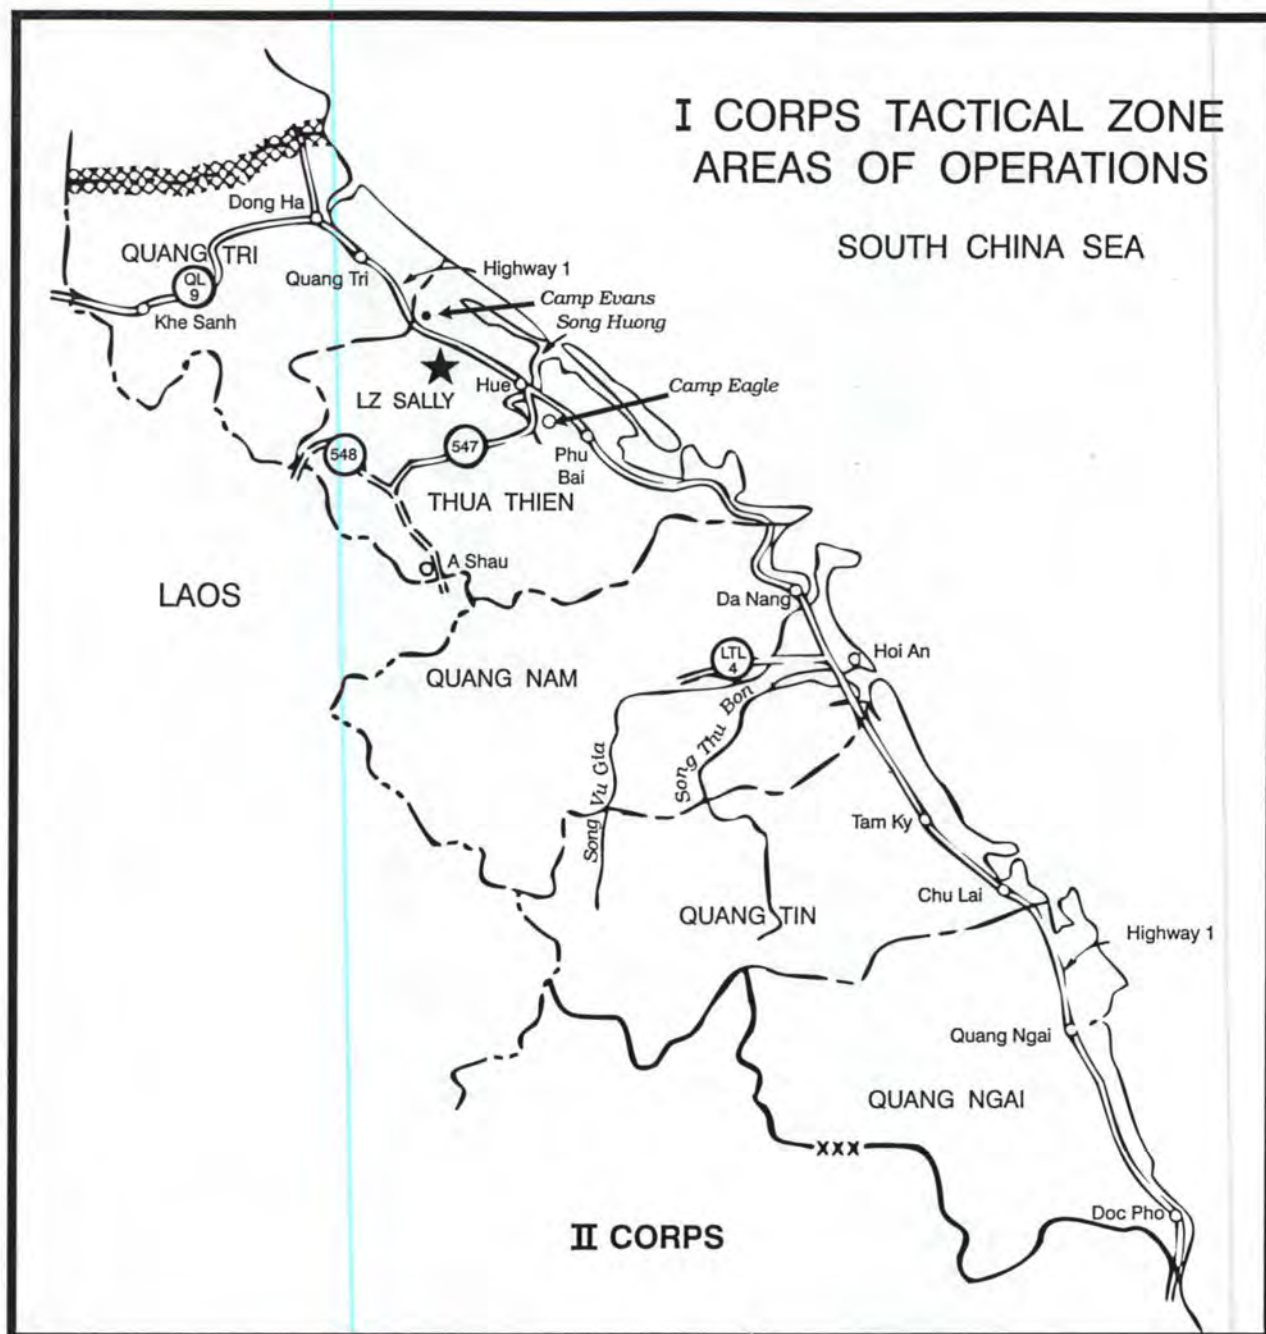 I CORPS TACTICAL ZONE
AREAS OF OPERATIONS
SOUTH CHINA SEA
Dong Ha
QUANG TRI
Quang Tri
Highway 1
QL
9
Khe Sanh
Camp Evans
Song Huong
LZ SALLY
Hue
Camp Eagle
548
547
Phu
Bai
THUA THIEN
A Shau
LAOS
Da Nang
Hoi An
LTL
4
QUANG NAM
Song Thu Bon
Song Vu Gia
Tam Ky
Chu Lai
QUANG TIN
Highway 1
Quang Ngai
QUANG NGAI
XXX
Doc Pho
II CORPS